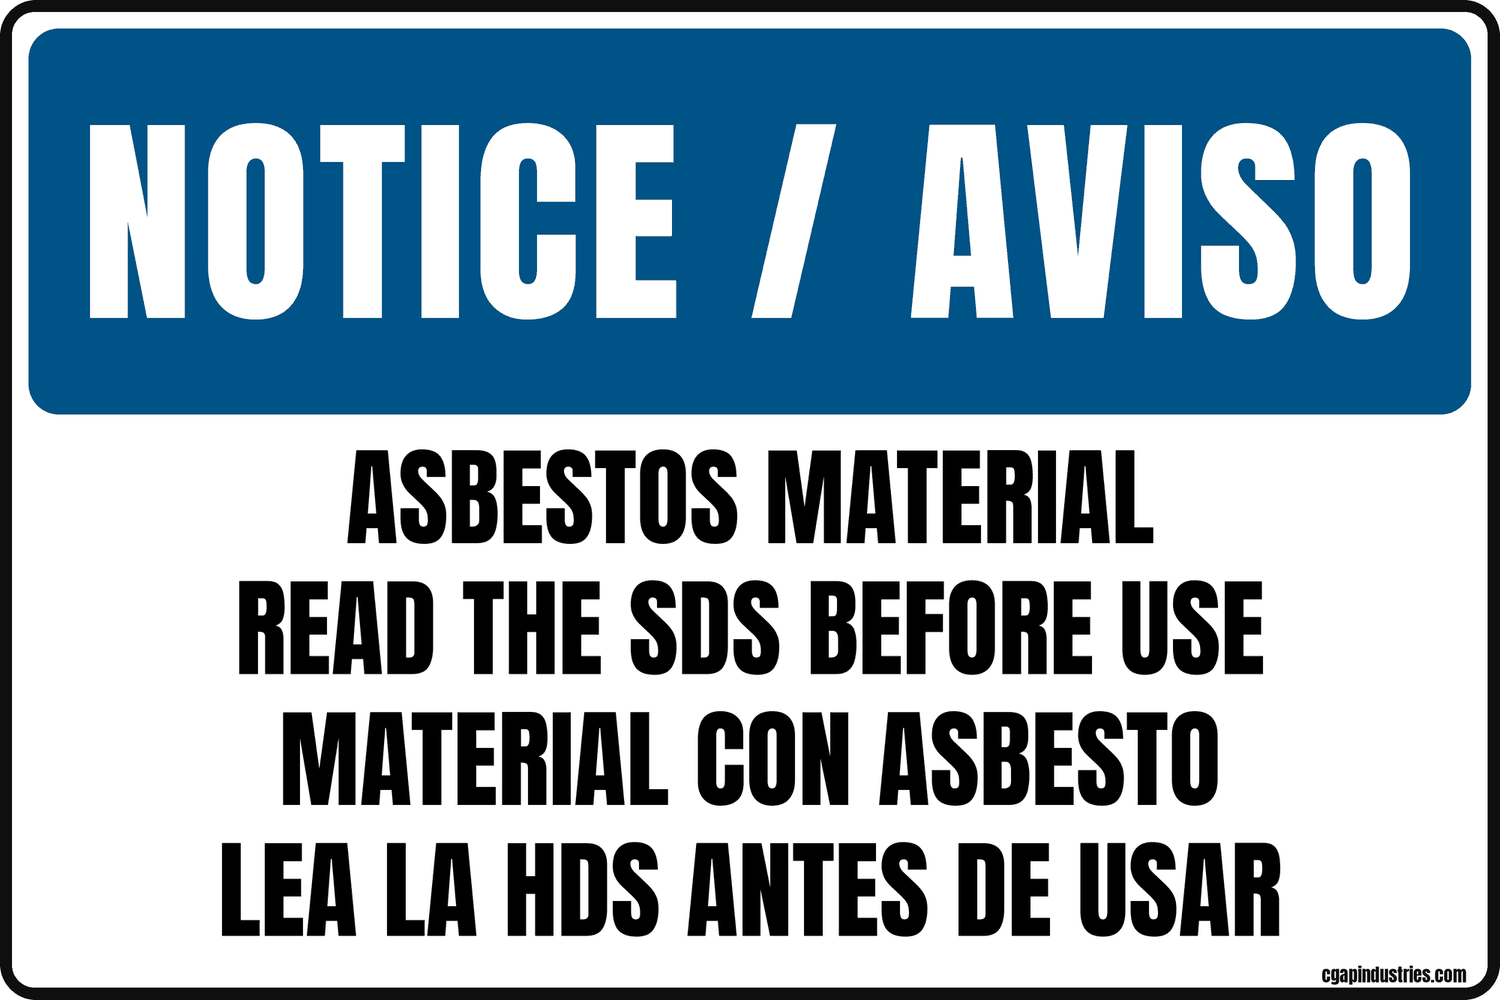 NOTICE / AVISO
ASBESTOS MATERIAL
READ THE SDS BEFORE USE
MATERIAL CON ASBESTO
LEA LA HDS ANTES DE USAR
cgapindustries.com